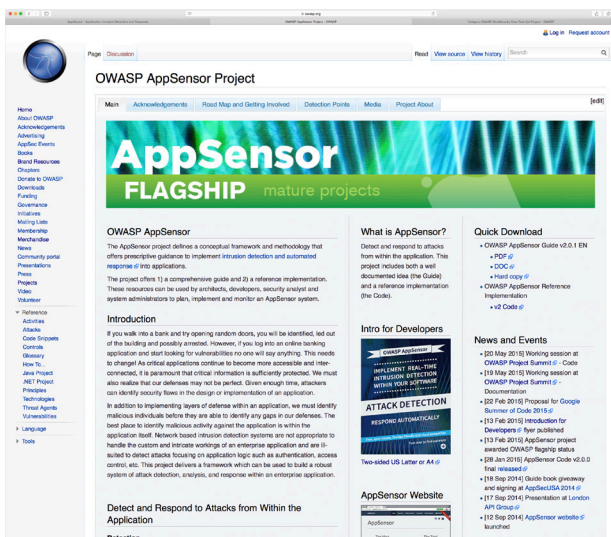 owasp.org
OWASP AppSensor Project - OWASP
Log in Request account
Page Discussion
Read View source View history Search
OWASP AppSensor Project
Main Acknowledgements Road Map and Getting Involved Detection Points Media Project About [edit]
Home
About OWASP
Acknowledgements
Advertising
AppSec Events
Books
Brand Resources
Chapters
Donate to OWASP
Downloads
Funding
Governance
Initiatives
Mailing Lists
Membership
Merchandise
News
Community portal
Presentations
Press
Projects
Video
Volunteer
Reference
Activities
Attacks
Code Snippets
Controls
Glossary
How To...
Java Project
.NET Project
Principles
Technologies
Threat Agents
Vulnerabilities
Language
Tools
AppSensor
FLAGSHIP mature projects
OWASP AppSensor
The AppSensor project defines a conceptual framework and methodology that
offers prescriptive guidance to implement intrusion detection and automated
response into applications.
The project offers 1) a comprehensive guide and 2) a reference implementation.
These resources can be used by architects, developers, security analyst and
system administrators to plan, implement and monitor an AppSensor system.
Introduction
If you walk into a bank and try opening random doors, you will be identified, led out
of the building and possibly arrested. However, if you log into an online banking
application and start looking for vulnerabilities no one will say anything. This needs
to change! As critical applications continue to become more accessible and inter-
connected, it is paramount that critical information is sufficiently protected. We must
also realize that our defenses may not be perfect. Given enough time, attackers
can identify security flaws in the design or implementation of an application.
In addition to implementing layers of defense within an application, we must identify
malicious individuals before they are able to identify any gaps in our defenses. The
best place to identify malicious activity against the application is within the
application itself. Network based intrusion detection systems are not appropriate to
handle the custom and intricate workings of an enterprise application and are ill-
suited to detect attacks focusing on application logic such as authentication, access
control, etc. This project delivers a framework which can be used to build a robust
system of attack detection, analysis, and response within an enterprise application.
Detect and Respond to Attacks from Within the
Application
Detection
What is AppSensor?
Detect and respond to attacks
from within the application. This
project includes both a well
documented idea (the Guide)
and a reference implementation
(the Code).
Intro for Developers
OWASP AppSensor
IMPLEMENT REAL-TIME
INTRUSION DETECTION
WITHIN YOUR SOFTWARE
ATTACK DETECTION
RESPOND AUTOMATICALLY
Two-sided US Letter or A4
AppSensor Website
AppSensor
Quick Download
OWASP AppSensor Guide v2.0.1 EN
PDF
DOC
Hard copy
OWASP AppSensor Reference
Implementation
v2 Code
News and Events
[20 May 2015] Working session at
OWASP Project Summit - Code
[19 May 2015] Working session at
OWASP Project Summit -
Documentation
[22 Feb 2015] Proposal for Google
Summer of Code 2015
[13 Feb 2015] Introduction for
Developers flyer published
[13 Feb 2015] AppSensor project
awarded OWASP flagship status
[28 Jan 2015] AppSensor Code v2.0.0
final released
[18 Sep 2014] Guide book giveaway
and signing at AppSecUSA 2014
[17 Sep 2014] Presentation at London
API Group
[12 Sep 2014] AppSensor website
launched